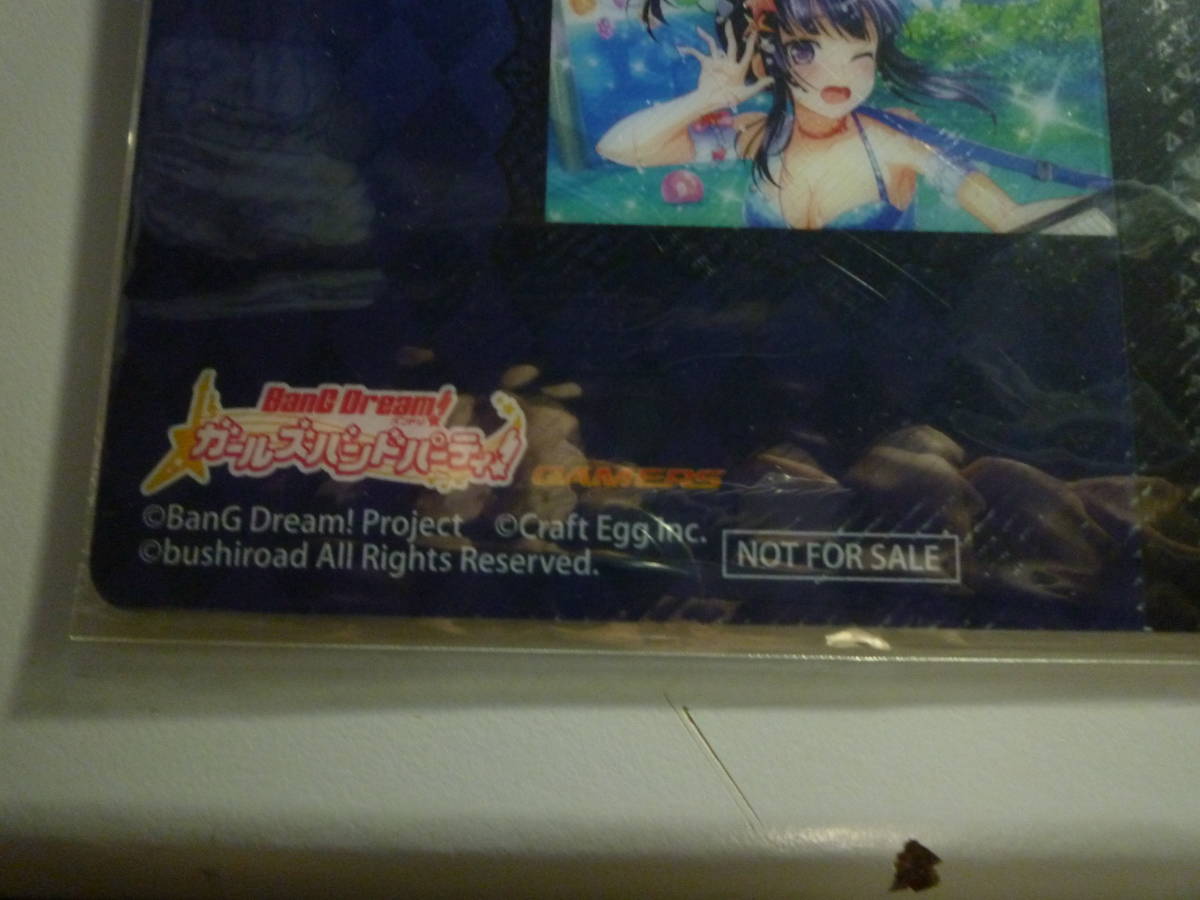 BanG Dream!
ガールズバンドパーティ!
GAMERS
©BanG Dream! Project ©Craft Egg Inc.
©bushiroad All Rights Reserved.
NOT FOR SALE